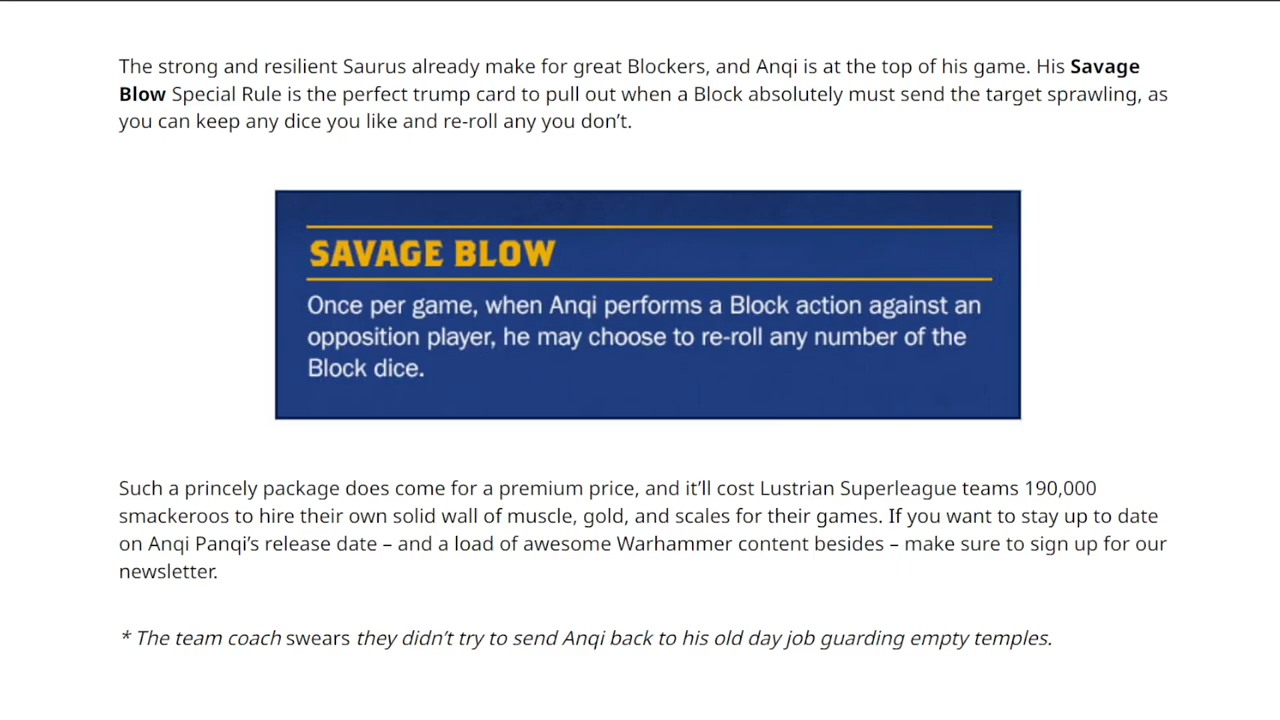 The strong and resilient Saurus already make for great Blockers, and Anqi is at the top of his game. His Savage
Blow Special Rule is the perfect trump card to pull out when a Block absolutely must send the target sprawling, as
you can keep any dice you like and re-roll any you don’t.
SAVAGE BLOW
Once per game, when Anqi performs a Block action against an
opposition player, he may choose to re-roll any number of the
Block dice.
Such a princely package does come for a premium price, and it’ll cost Lustrian Superleague teams 190,000
smackeroos to hire their own solid wall of muscle, gold, and scales for their games. If you want to stay up to date
on Anqi Panqi’s release date – and a load of awesome Warhammer content besides – make sure to sign up for our
newsletter.
* The team coach swears they didn’t try to send Anqi back to his old day job guarding empty temples.